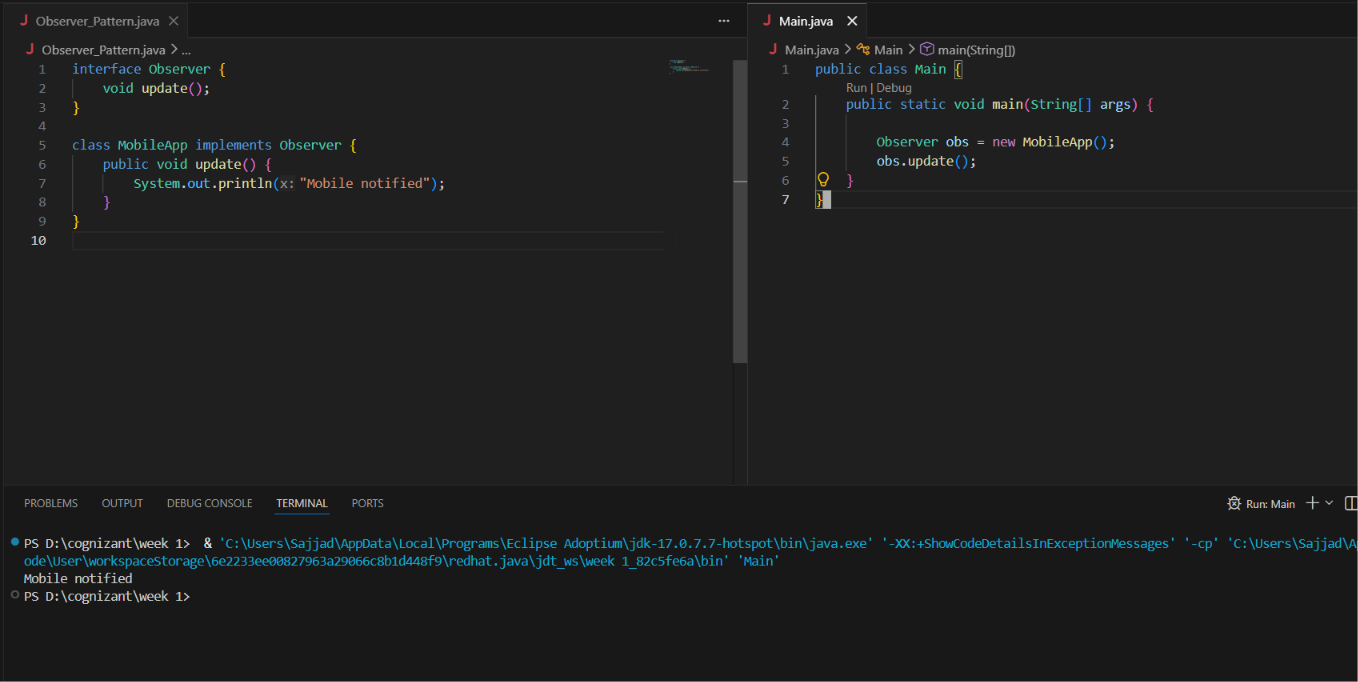 J Observer_Pattern.java
J Observer_Pattern.java > ...
1 interface Observer {
2 void update();
3 }
4
5 class MobileApp implements Observer {
6 public void update() {
7 System.out.println(x: "Mobile notified");
8 }
9 }
10
J Main.java
J Main.java > Main > main(String[])
1 public class Main {
Run | Debug
2 public static void main(String[] args) {
3
4 Observer obs = new MobileApp();
5 obs.update();
6 }
7 }
PROBLEMS OUTPUT DEBUG CONSOLE TERMINAL PORTS
Run: Main
PS D:\cognizant\week 1> & 'C:\Users\Sajjad\AppData\Local\Programs\Eclipse Adoptium\jdk-17.0.7.7-hotspot\bin\java.exe' '-XX:+ShowCodeDetailsInExceptionMessages' '-cp' 'C:\Users\Sajjad\A
ode\User\workspaceStorage\6e2233ee00827963a29066c8b1d448f9\redhat.java\jdt_ws\week 1_82c5fe6a\bin' 'Main'
Mobile notified
PS D:\cognizant\week 1>